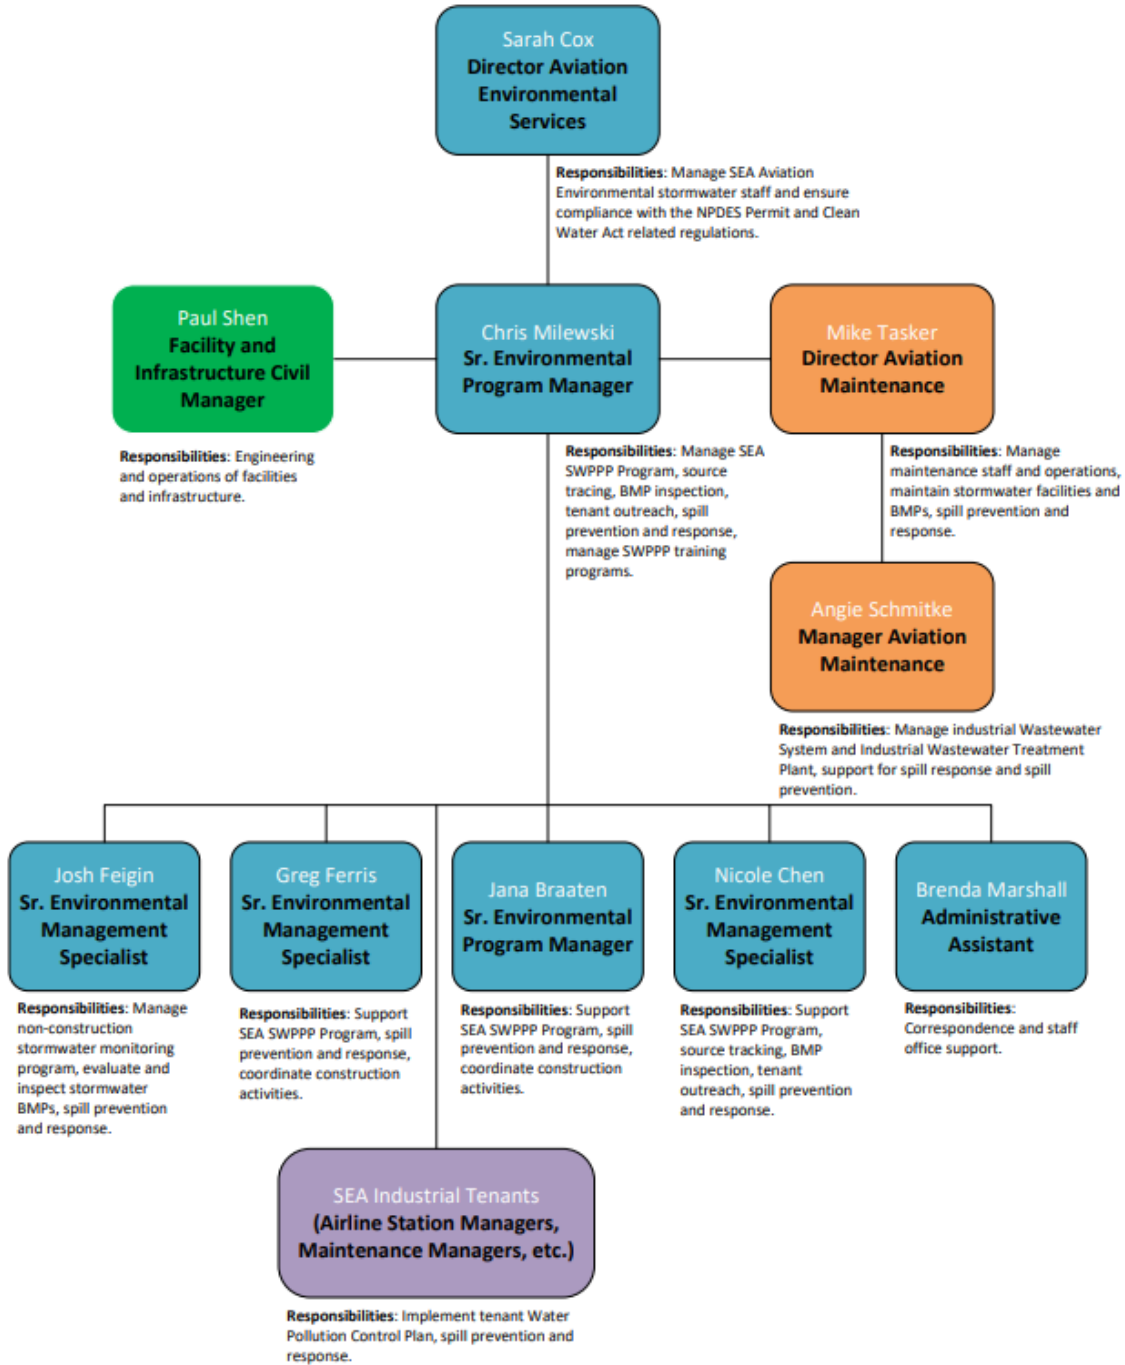 Sarah Cox
Director Aviation
Environmental
Services
Responsibilities: Manage SEA Aviation
Environmental stormwater staff and ensure
compliance with the NPDES Permit and Clean
Water Act related regulations.
Paul Shen
Facility and
Infrastructure Civil
Manager
Responsibilities: Engineering
and operations of facilities
and infrastructure.
Chris Milewski
Sr. Environmental
Program Manager
Responsibilities: Manage SEA
SWPPP Program, source
tracing, BMP inspection,
tenant outreach, spill
prevention and response,
manage SWPPP training
programs.
Mike Tasker
Director Aviation
Maintenance
Responsibilities: Manage
maintenance staff and operations,
maintain stormwater facilities and
BMPs, spill prevention and
response.
Angie Schmitke
Manager Aviation
Maintenance
Responsibilities: Manage industrial Wastewater
System and Industrial Wastewater Treatment
Plant, support for spill response and spill
prevention.
Josh Feigin
Sr. Environmental
Management
Specialist
Responsibilities: Manage
non-construction
stormwater monitoring
program, evaluate and
inspect stormwater
BMPs, spill prevention
and response.
Greg Ferris
Sr. Environmental
Management
Specialist
Responsibilities: Support
SEA SWPPP Program, spill
prevention and response,
coordinate construction
activities.
Jana Braaten
Sr. Environmental
Program Manager
Responsibilities: Support
SEA SWPPP Program, spill
prevention and response,
coordinate construction
activities.
Nicole Chen
Sr. Environmental
Management
Specialist
Responsibilities: Support
SEA SWPPP Program,
source tracking, BMP
inspection, tenant
outreach, spill prevention
and response.
Brenda Marshall
Administrative
Assistant
Responsibilities:
Correspondence and staff
office support.
SEA Industrial Tenants
(Airline Station Managers,
Maintenance Managers, etc.)
Responsibilities: Implement tenant Water
Pollution Control Plan, spill prevention and
response.